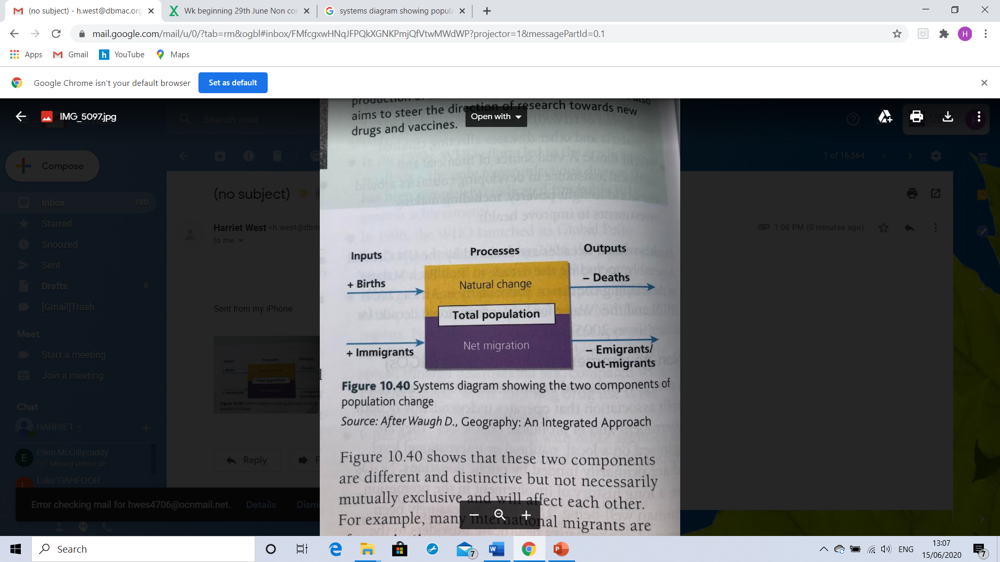 (no subject) - h.west@dbmac.org
Wk beginning 29th June Non con
systems diagram showing popula
mail.google.com/mail/u/0/?tab=rm&ogbl#inbox/FMfcgxwHNqJFPQkXGNKPmjQfVtwMWdWP?projector=1&messagePartId=0.1
H
Apps
Gmail
YouTube
Maps
Google Chrome isn't your default browser
Set as default
IMG_5097.jpg
Search mail
Open with
also
aims to steer the direction of research towards new
drugs and vaccines.
Compose
1 of 16,564
(no subject)
Inbox 780
Starred
Snoozed
Sent
Drafts 8
[Gmail]Trash
Harriet West <h.west@dbm
to me
1:06 PM (0 minutes ago)
Sent from my iPhone
Meet
Start a meeting
Join a meeting
Chat
HARRIET
E
Ellen McGillycuddy
Missed video call
L
Luke GAHFOOR
Reply
F
Inputs
Processes
Outputs
+ Births
Natural change
– Deaths
Total population
+ Immigrants
Net migration
– Emigrants/
out-migrants
Figure 10.40 Systems diagram showing the two components of
population change
Source: After Waugh D., Geography: An Integrated Approach
Figure 10.40 shows that these two components
are different and distinctive but not necessarily
mutually exclusive and will affect each other.
For example, many international migrants are
Error checking mail for hwes4706@ocnmail.net.
Details
Dismi
Search
7
ENG
13:07
15/06/2020
7